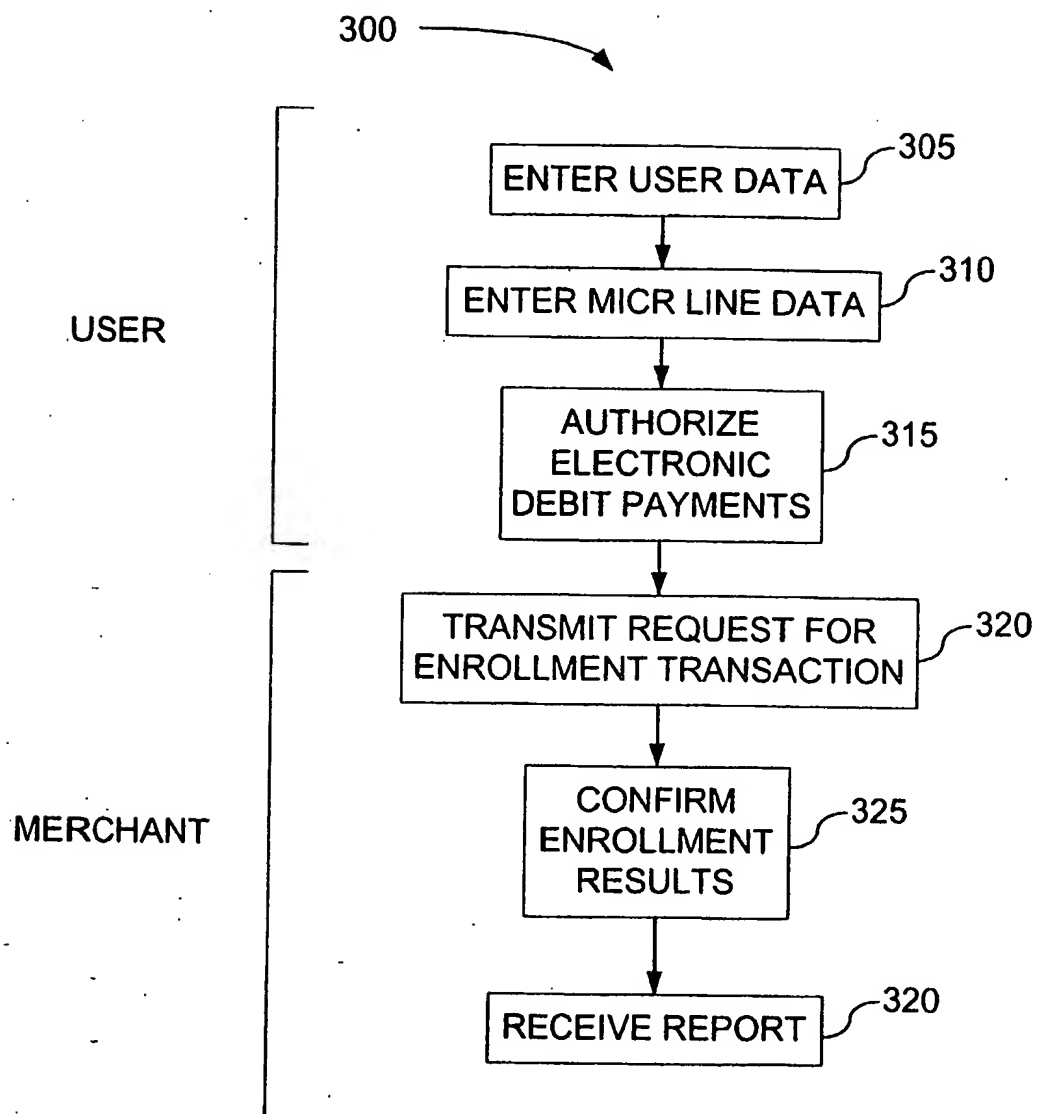 300
305
ENTER USER DATA
310
ENTER MICR LINE DATA
USER
AUTHORIZE
ELECTRONIC
DEBIT PAYMENTS
315
TRANSMIT REQUEST FOR
ENROLLMENT TRANSACTION
320
MERCHANT
CONFIRM
ENROLLMENT
RESULTS
325
RECEIVE REPORT
320